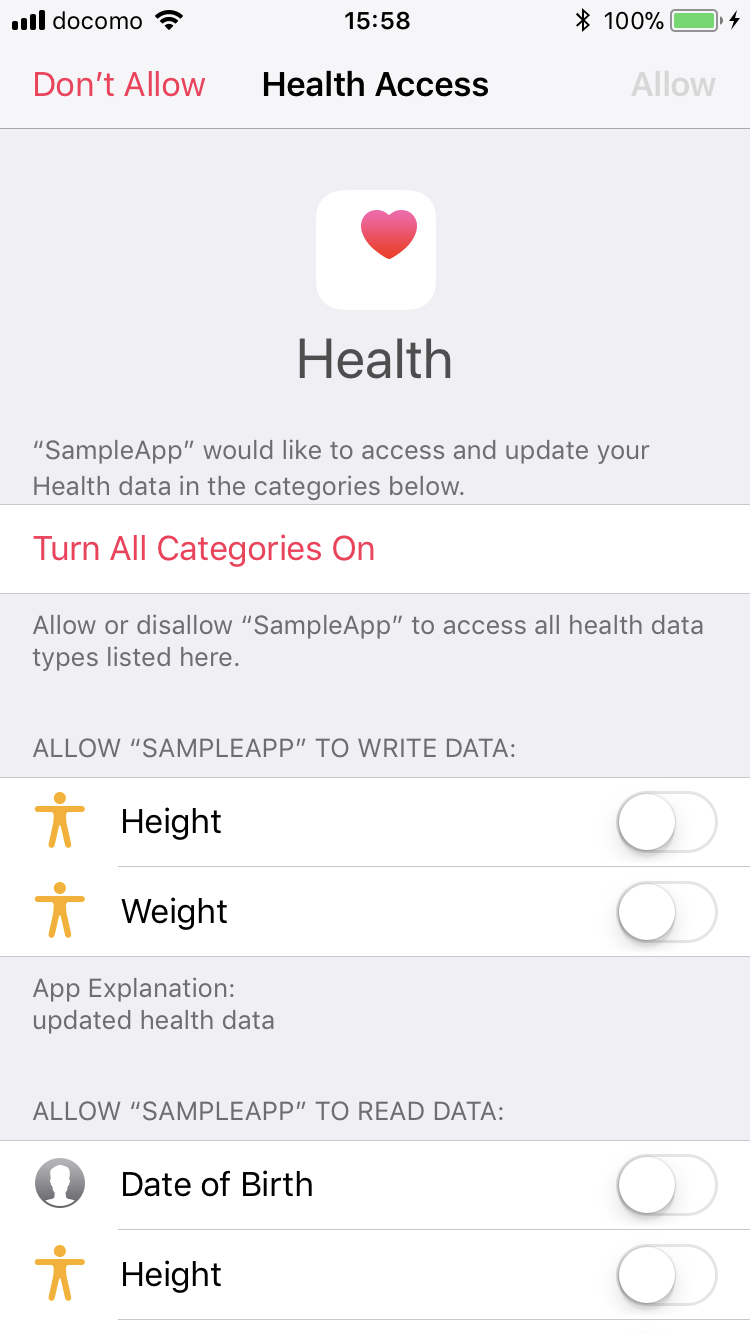 docomo 15:58 100%
Don’t Allow Health Access Allow
Health
“SampleApp” would like to access and update your
Health data in the categories below.
Turn All Categories On
Allow or disallow “SampleApp” to access all health data
types listed here.
ALLOW “SAMPLEAPP” TO WRITE DATA:
Height
Weight
App Explanation:
updated health data
ALLOW “SAMPLEAPP” TO READ DATA:
Date of Birth
Height